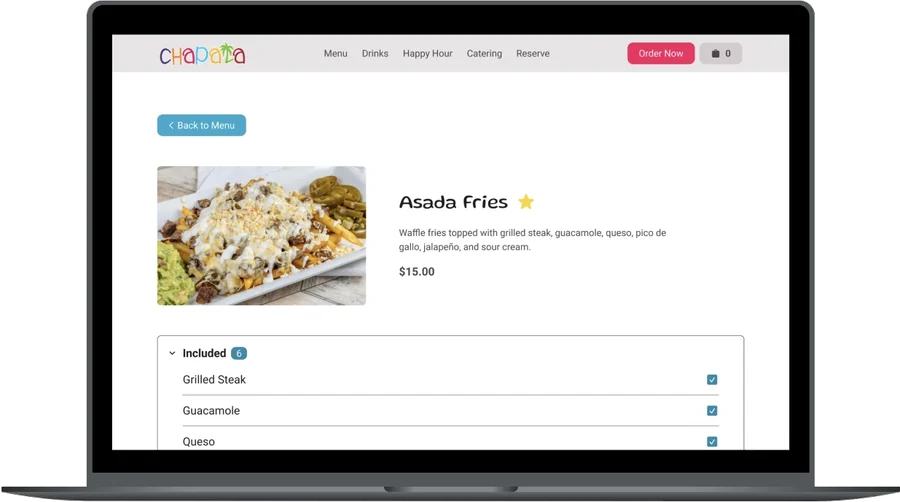 CHAPALA
Menu Drinks Happy Hour Catering Reserve Order Now 0
< Back to Menu
Asada Fries
Waffle fries topped with grilled steak, guacamole, queso, pico de
gallo, jalapeño, and sour cream.
$15.00
Included 6
Grilled Steak
Guacamole
Queso